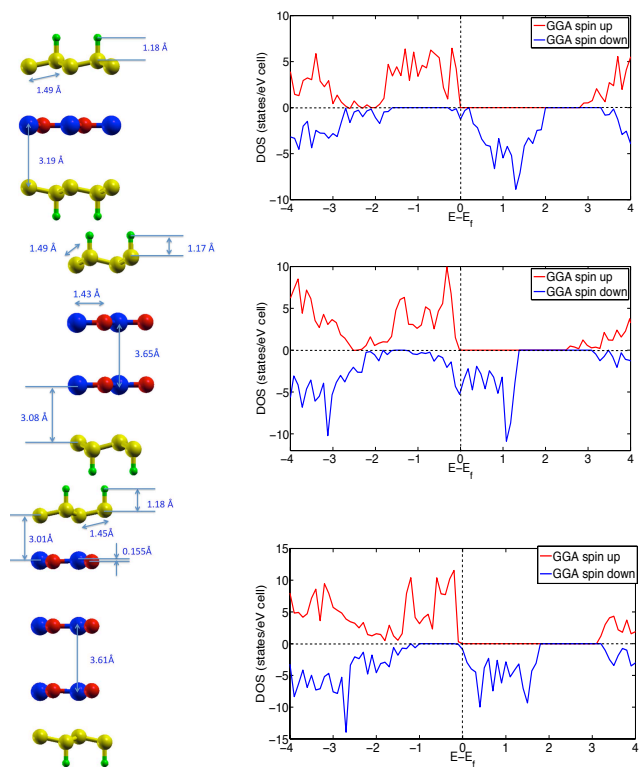 1.18 Å
1.49 Å
3.19 Å
1.49 Å
1.17 Å
1.43 Å
3.65Å
3.08 Å
1.18 Å
1.45Å
3.01Å
0.155Å
3.61Å
GGA spin up
GGA spin down
DOS (states/eV cell)
10
5
0
−5
−10
−4 −3 −2 −1 0 1 2 3 4
E−E_f
GGA spin up
GGA spin down
DOS (states/eV cell)
10
5
0
−5
−10
−12
−4 −3 −2 −1 0 1 2 3 4
E−E_f
GGA spin up
GGA spin down
DOS (states/eV cell)
15
10
5
0
−5
−10
−15
−4 −3 −2 −1 0 1 2 3 4
E−E_f